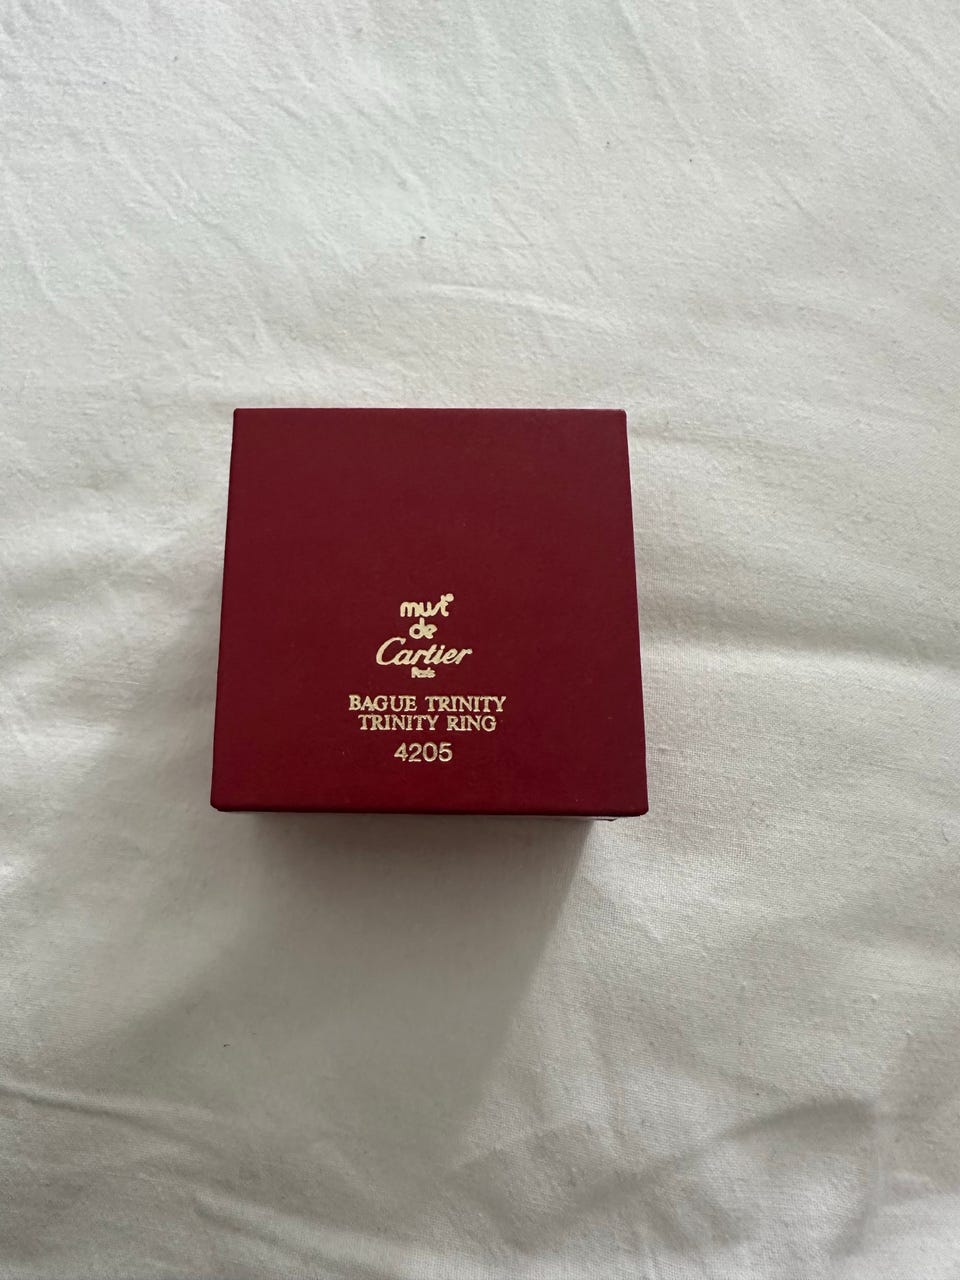 must
de
Cartier
Paris
BAGUE TRINITY
TRINITY RING
4205